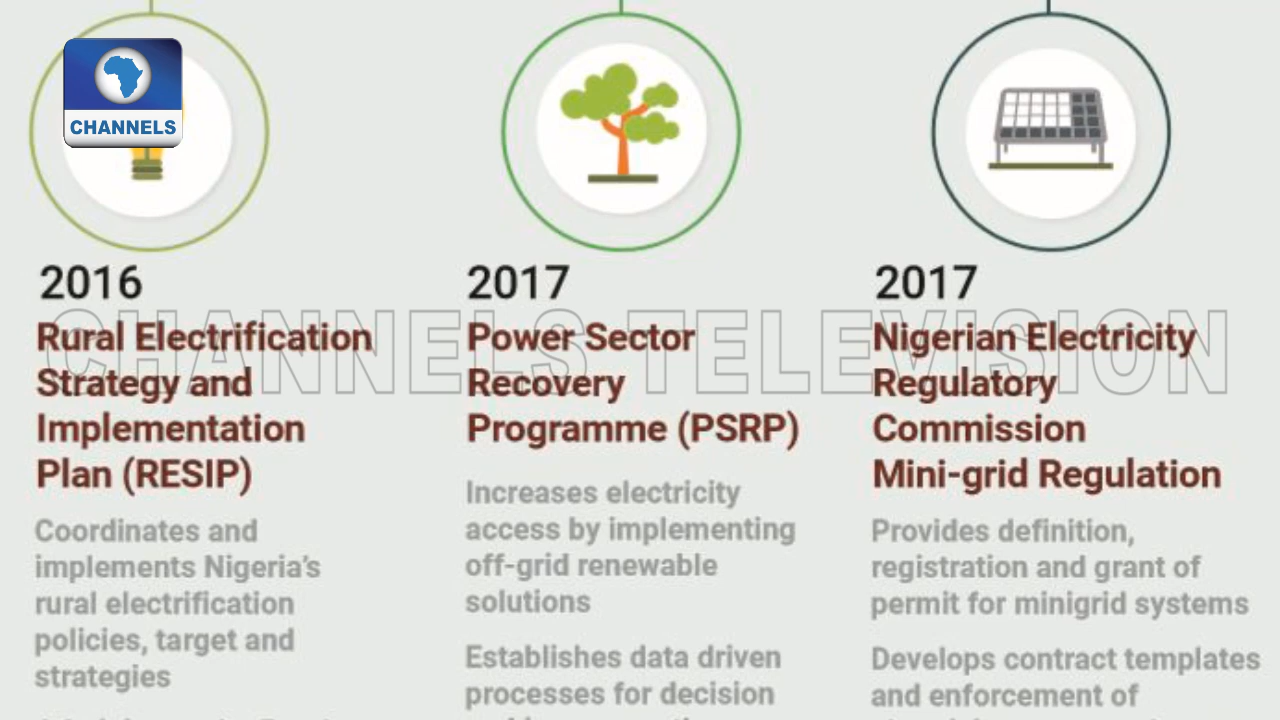 CHANNELS
CHANNELS TELEVISION
2016
Rural Electrification
Strategy and
Implementation
Plan (RESIP)
Coordinates and
implements Nigeria's
rural electrification
policies, target and
strategies
2017
Power Sector
Recovery
Programme (PSRP)
Increases electricity
access by implementing
off-grid renewable
solutions
Establishes data driven
processes for decision
2017
Nigerian Electricity
Regulatory
Commission
Mini-grid Regulation
Provides definition,
registration and grant of
permit for minigrid systems
Develops contract templates
and enforcement of